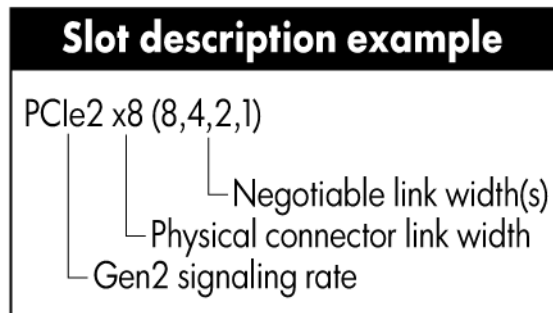 Slot description example
PCIe2 x8 (8,4,2,1)
Negotiable link width(s)
Physical connector link width
Gen2 signaling rate